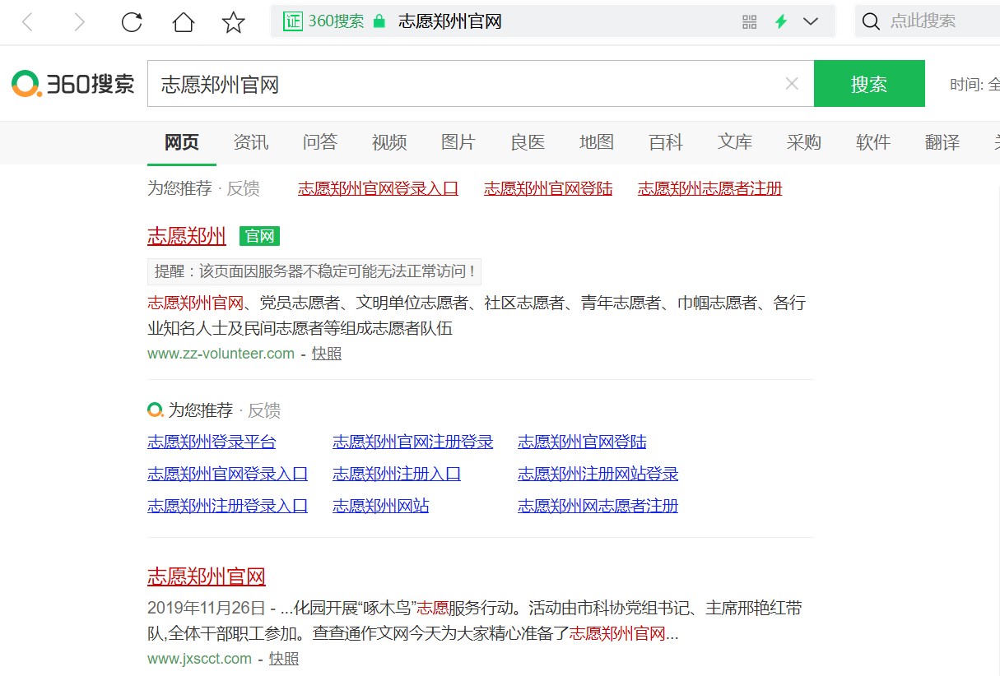 证 360搜索 志愿郑州官网 点此搜索
360搜索 志愿郑州官网 搜索 时间: 全
网页 资讯 问答 视频 图片 良医 地图 百科 文库 采购 软件 翻译
为您推荐 · 反馈 志愿郑州官网登录入口 志愿郑州官网登陆 志愿郑州志愿者注册
志愿郑州 官网
提醒：该页面因服务器不稳定可能无法正常访问！
志愿郑州官网、党员志愿者、文明单位志愿者、社区志愿者、青年志愿者、巾帼志愿者、各行
业知名人士及民间志愿者等组成志愿者队伍
www.zz-volunteer.com - 快照
为您推荐 · 反馈
志愿郑州登录平台 志愿郑州官网注册登录 志愿郑州官网登陆
志愿郑州官网登录入口 志愿郑州注册入口 志愿郑州注册网站登录
志愿郑州注册登录入口 志愿郑州网站 志愿郑州网志愿者注册
志愿郑州官网
2019年11月26日 - ...化园开展“啄木鸟”志愿服务行动。活动由市科协党组书记、主席邢艳红带
队,全体干部职工参加。查查通作文网今天为大家精心准备了志愿郑州官网...
www.jxscct.com - 快照